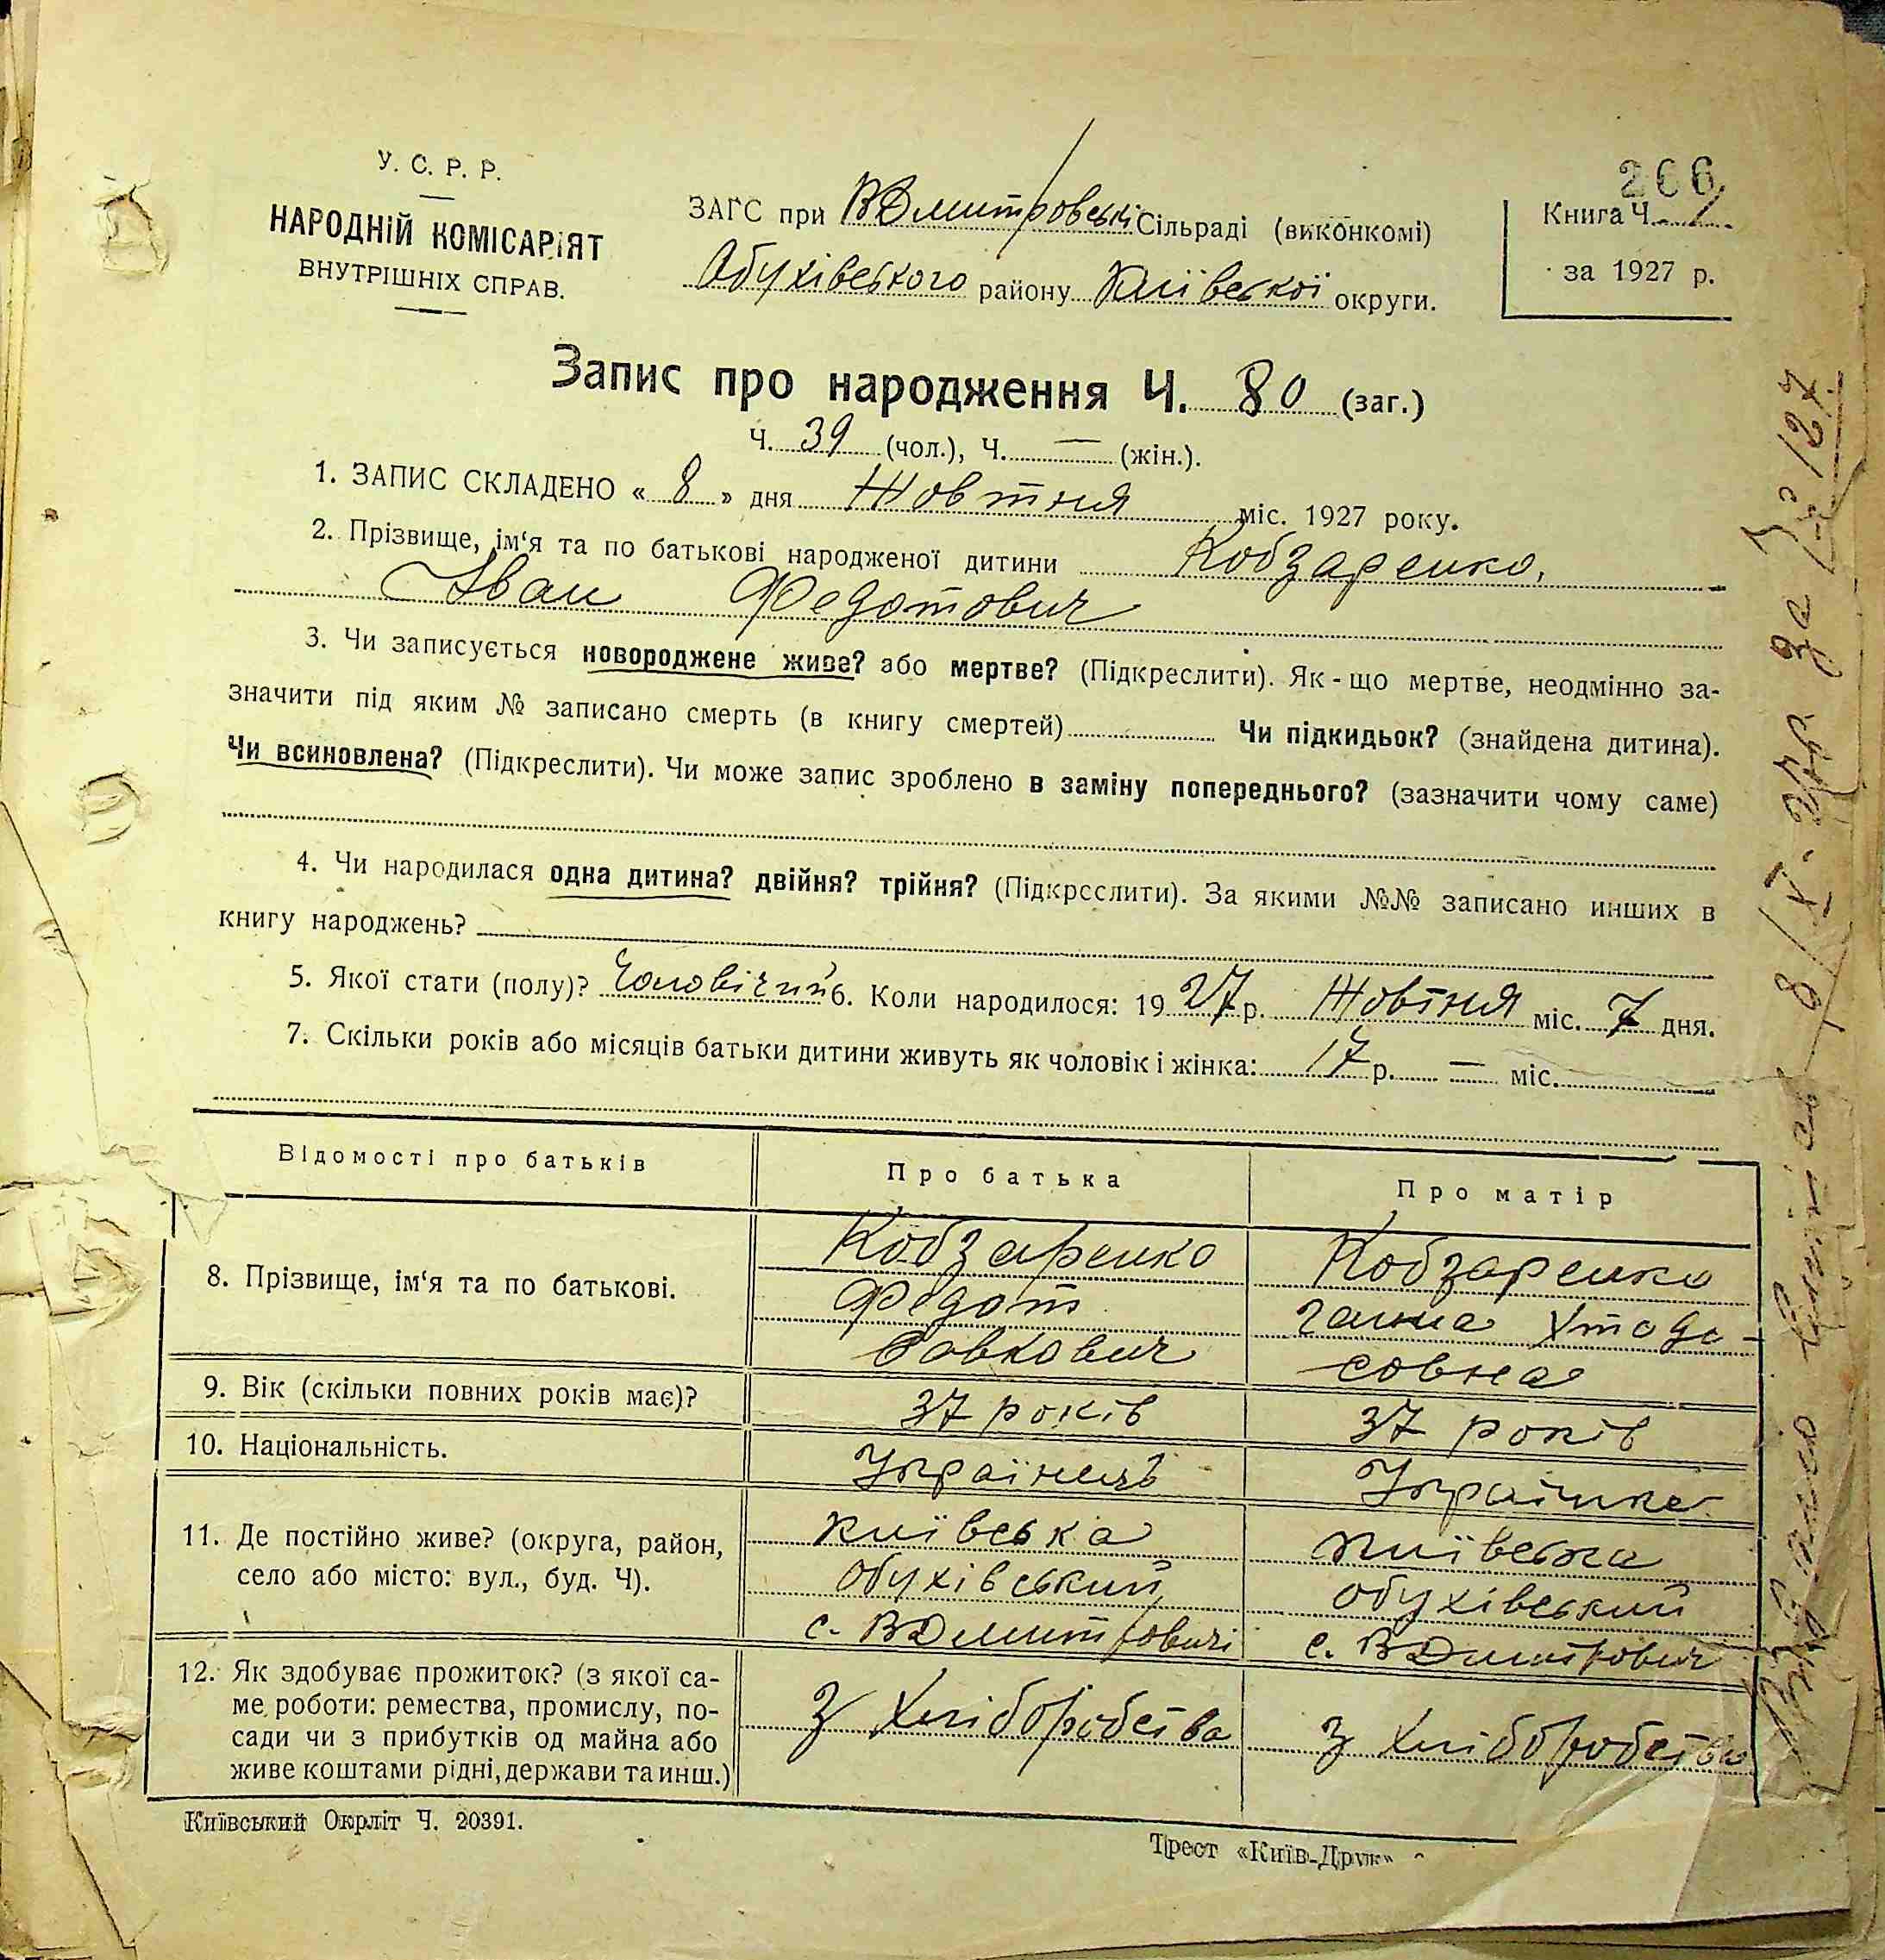 У. С. Р. Р.
НАРОДНІЙ КОМІСАРІЯТ
ВНУТРІШНІХ СПРАВ.
ЗАГС при ВДмитровські Сільраді (виконкомі)
Обухівського району Київської округи.
266
Книга Ч. 1
за 1927 р.
Запис про народження Ч. 80 (заг.)
Ч. 39 (чол.), Ч. — (жін.).
1. ЗАПИС СКЛАДЕНО « 8 » дня Жовтня міс. 1927 року.
2. Прізвище, ім‘я та по батькові народженої дитини Кобзаренко,
Іван Федотович
3. Чи записується новороджене живе? або мертве? (Підкреслити). Як-що мертве, неодмінно за-
значити під яким № записано смерть (в книгу смертей) Чи підкидьок? (знайдена дитина).
Чи всиновлена? (Підкреслити). Чи може запис зроблено в заміну попереднього? (зазначити чому саме)
4. Чи народилася одна дитина? двійня? трійня? (Підкреслити). За якими №№ записано инших в
книгу народжень?
5. Якої стати (полу)? Чоловічий 6. Коли народилося: 1927 р. Жовтня міс. 7 дня.
7. Скільки років або місяців батьки дитини живуть як чоловік і жінка: 17 р. — міс.
Відомості про батьків Про батька Про матір
8. Прізвище, ім‘я та по батькові.
Кобзаренко
Федот
Савкович
Кобзаренко
Ганна Хтодо-
совна
9. Вік (скільки повних років має)? 37 років 37 років
10. Національність. Українець Українка
11. Де постійно живе? (округа, район,
село або місто: вул., буд. Ч).
Київська
Обухівський
с. ВДмитровичі
Київська
Обухівський
с. ВДмитрович
12. Як здобуває прожиток? (з якої са-
ме роботи: ремества, промислу, по-
сади чи з прибутків од майна або
живе коштами рідні, держави та инш.)
З Хліборобства
З Хліборобства
Київський Окрліт Ч. 20391.
Трест «Київ-Друк»